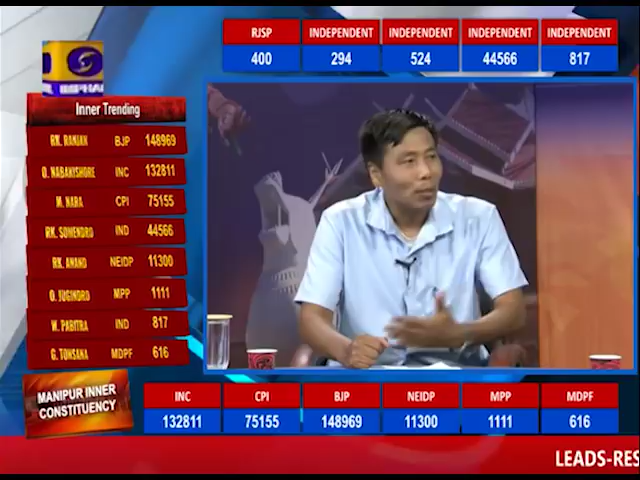 RJSP INDEPENDENT INDEPENDENT INDEPENDENT INDEPENDENT
400 294 524 44566 817
IMPHAL
Inner Trending
RK. RANJAN BJP 148969
O. NABAKISHORE INC 132811
M. NARA CPI 75155
RK. SOMENDRO IND 44566
RK. ANAND NEIDP 11300
O. JUGINDRO MPP 1111
W. PABITRA IND 817
G. TONSANA MDPF 616
MANIPUR INNER
CONSTITUENCY
INC CPI BJP NEIDP MPP MDPF
132811 75155 148969 11300 1111 616
LEADS-RES